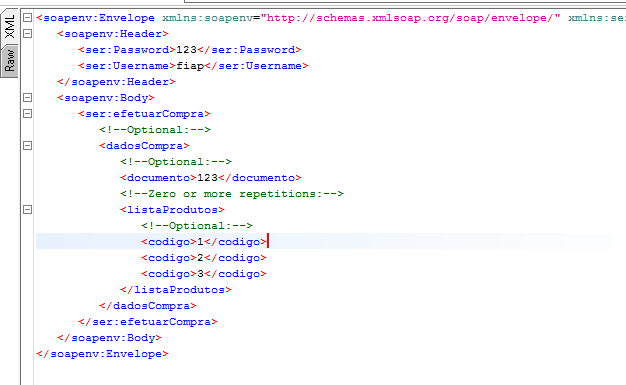 XML
Raw
<soapenv:Envelope xmlns:soapenv="http://schemas.xmlsoap.org/soap/envelope/" xmlns:se
<soapenv:Header>
<ser:Password>123</ser:Password>
<ser:Username>fiap</ser:Username>
</soapenv:Header>
<soapenv:Body>
<ser:efetuarCompra>
<!--Optional:-->
<dadosCompra>
<!--Optional:-->
<documento>123</documento>
<!--Zero or more repetitions:-->
<listaProdutos>
<!--Optional:-->
<codigo>1</codigo>
<codigo>2</codigo>
<codigo>3</codigo>
</listaProdutos>
</dadosCompra>
</ser:efetuarCompra>
</soapenv:Body>
</soapenv:Envelope>